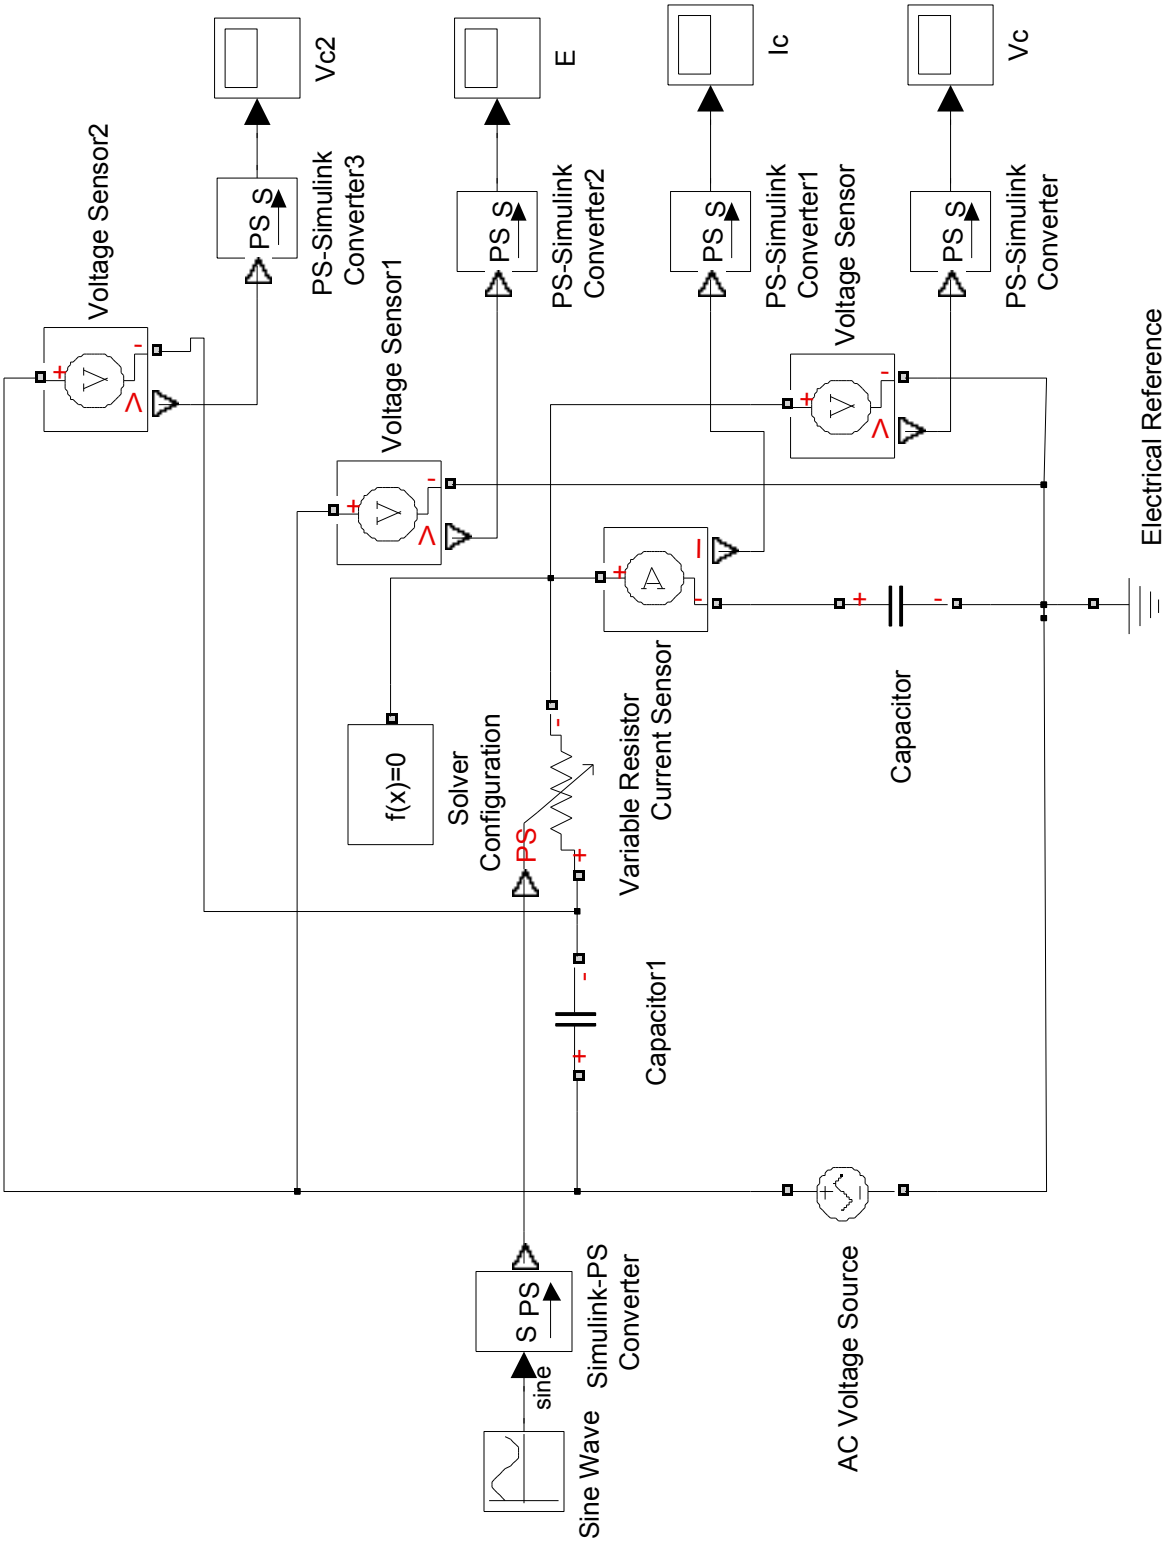 Voltage Sensor2
+
-
V
V
PS S
PS-Simulink
Converter3
Vc2
Voltage Sensor1
+
-
V
V
PS S
PS-Simulink
Converter2
E
f(x)=0
Solver
Configuration
Sine Wave
sine
S PS
Simulink-PS
Converter
+
-
Capacitor1
PS
+
-
Variable Resistor
Current Sensor
+
-
A
I
PS S
PS-Simulink
Converter1
Ic
Voltage Sensor
+
-
V
V
PS S
PS-Simulink
Converter
Vc
AC Voltage Source
+
-
Capacitor
Electrical Reference